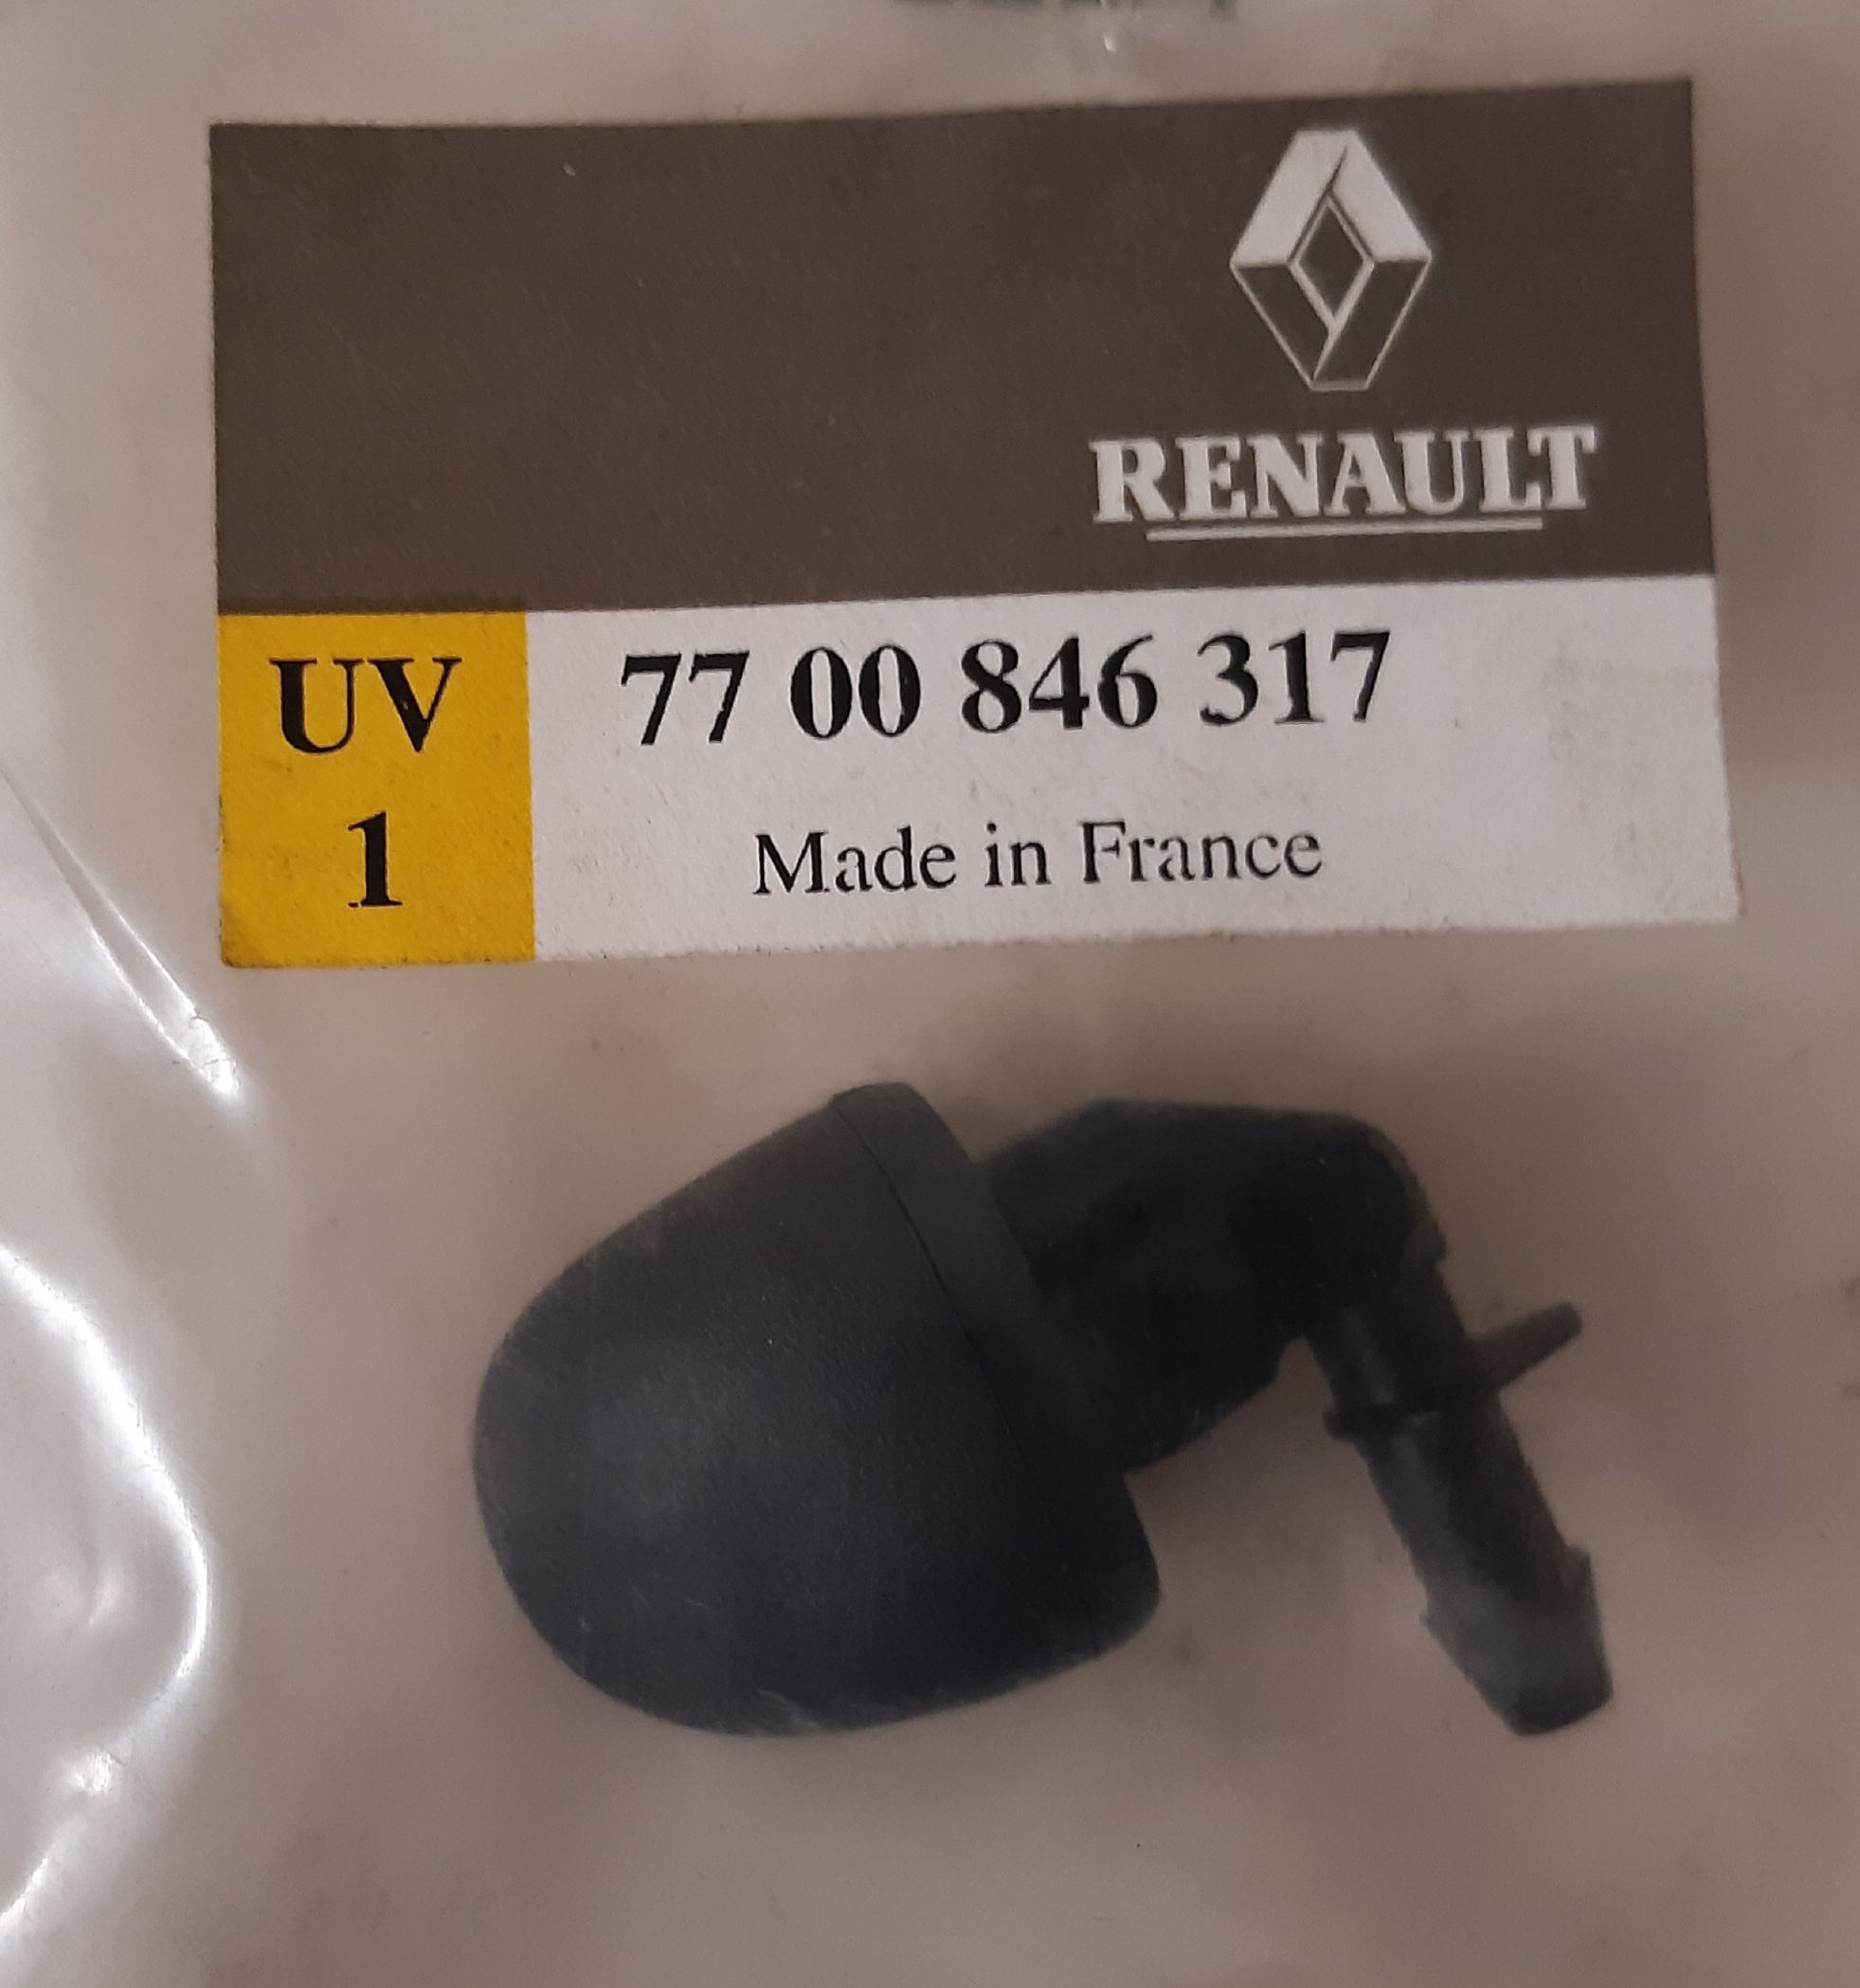 RENAULT
UV
77 00 846 317
1
Made in France